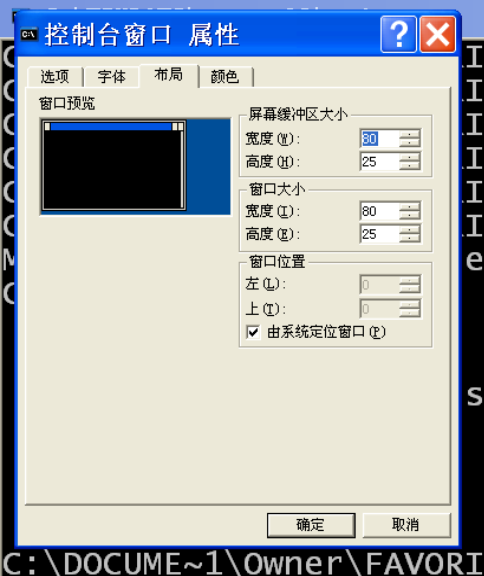 控制台窗口 属性
选项
字体
布局
颜色
窗口预览
屏幕缓冲区大小
宽度(W): 80
高度(H): 25
窗口大小
宽度(I): 80
高度(E): 25
窗口位置
左(L): 0
上(T): 0
由系统定位窗口(P)
确定
取消
C:\DOCUME~1\Owner\FAVORI